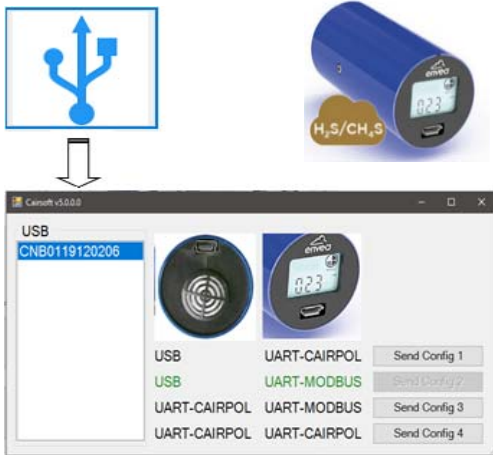 envea
023
H₂S/CH₄S
Cairsoft v5.0.0.0
USB
CNB0119120206
envea
023
USB UART-CAIRPOL Send Config 1
USB UART-MODBUS Send Config 2
UART-CAIRPOL UART-MODBUS Send Config 3
UART-CAIRPOL UART-CAIRPOL Send Config 4